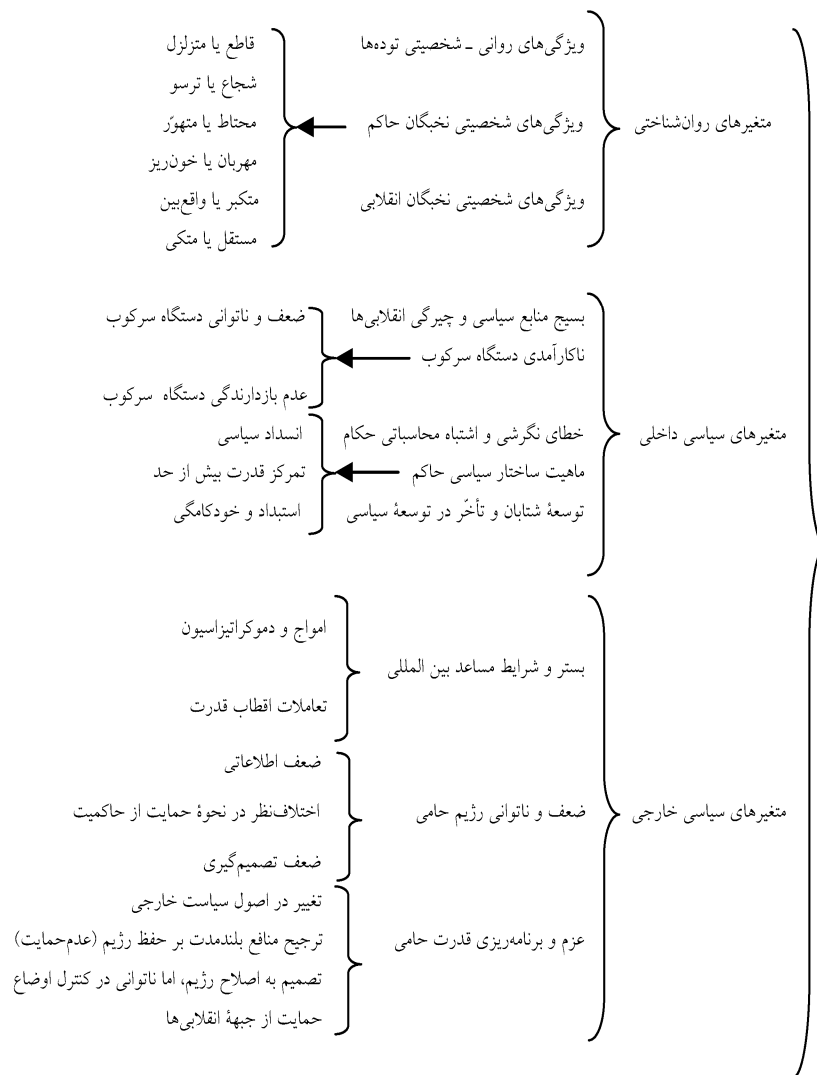 متغیرهای روان‌شناختی
ویژگی‌های روانی ـ شخصیتی توده‌ها
ویژگی‌های شخصیتی نخبگان حاکم
قاطع یا متزلزل
شجاع یا ترسو
محتاط یا متهوّر
مهربان یا خون‌ریز
متکبر یا واقع‌بین
مستقل یا متکی
ویژگی‌های شخصیتی نخبگان انقلابی
متغیرهای سیاسی داخلی
بسیج منابع سیاسی و چیرگی انقلابی‌ها
ناکارآمدی دستگاه سرکوب
ضعف و ناتوانی دستگاه سرکوب
عدم بازدارندگی دستگاه سرکوب
خطای نگرشی و اشتباه محاسباتی حکام
ماهیت ساختار سیاسی حاکم
انسداد سیاسی
تمرکز قدرت بیش از حد
استبداد و خودکامگی
توسعهٔ شتابان و تأخّر در توسعهٔ سیاسی
متغیرهای سیاسی خارجی
بستر و شرایط مساعد بین المللی
امواج و دموکراتیزاسیون
تعاملات اقطاب قدرت
ضعف و ناتوانی رژیم حامی
ضعف اطلاعاتی
اختلاف‌نظر در نحوهٔ حمایت از حاکمیت
ضعف تصمیم‌گیری
عزم و برنامه‌ریزی قدرت حامی
تغییر در اصول سیاست خارجی
ترجیح منافع بلندمدت بر حفظ رژیم (عدم‌حمایت)
تصمیم به اصلاح رژیم، اما ناتوانی در کنترل اوضاع
حمایت از جبههٔ انقلابی‌ها